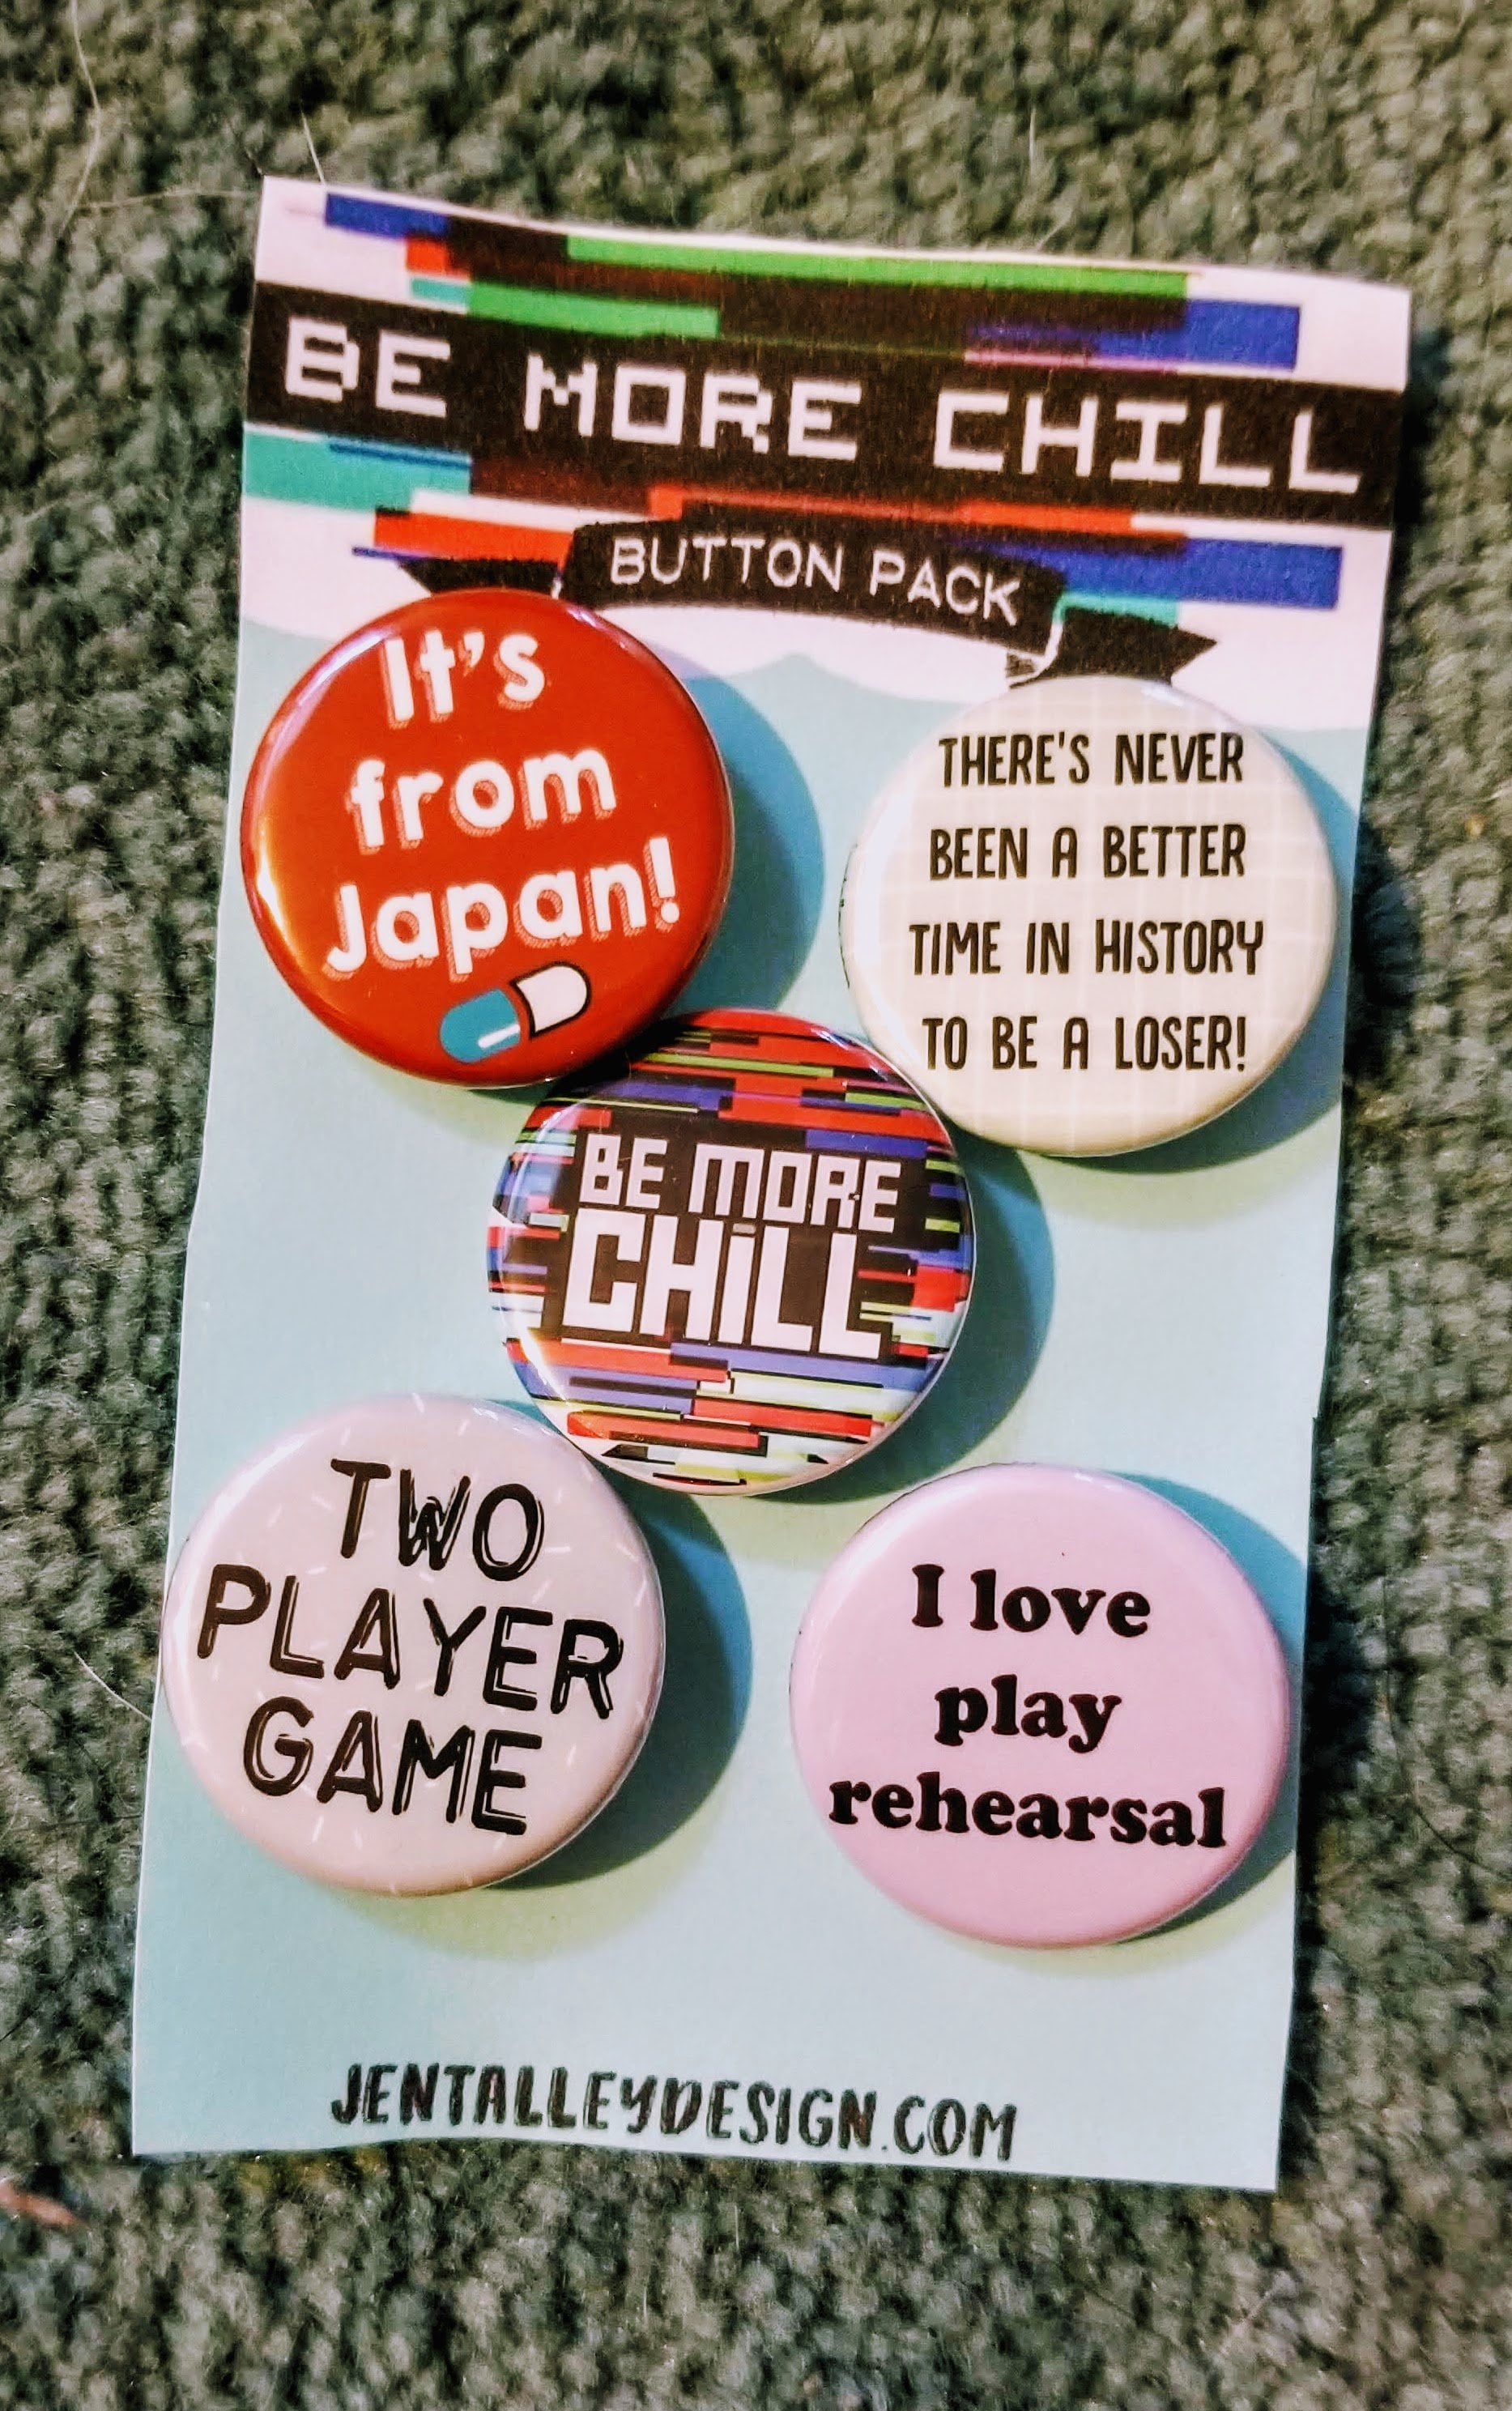 BE MORE CHILL
BUTTON PACK
It's
from
Japan!
THERE'S NEVER
BEEN A BETTER
TIME IN HISTORY
TO BE A LOSER!
BE MORE
CHiLL
TWO
PLAYER
GAME
I love
play
rehearsal
JENTALLEYDESIGN.COM